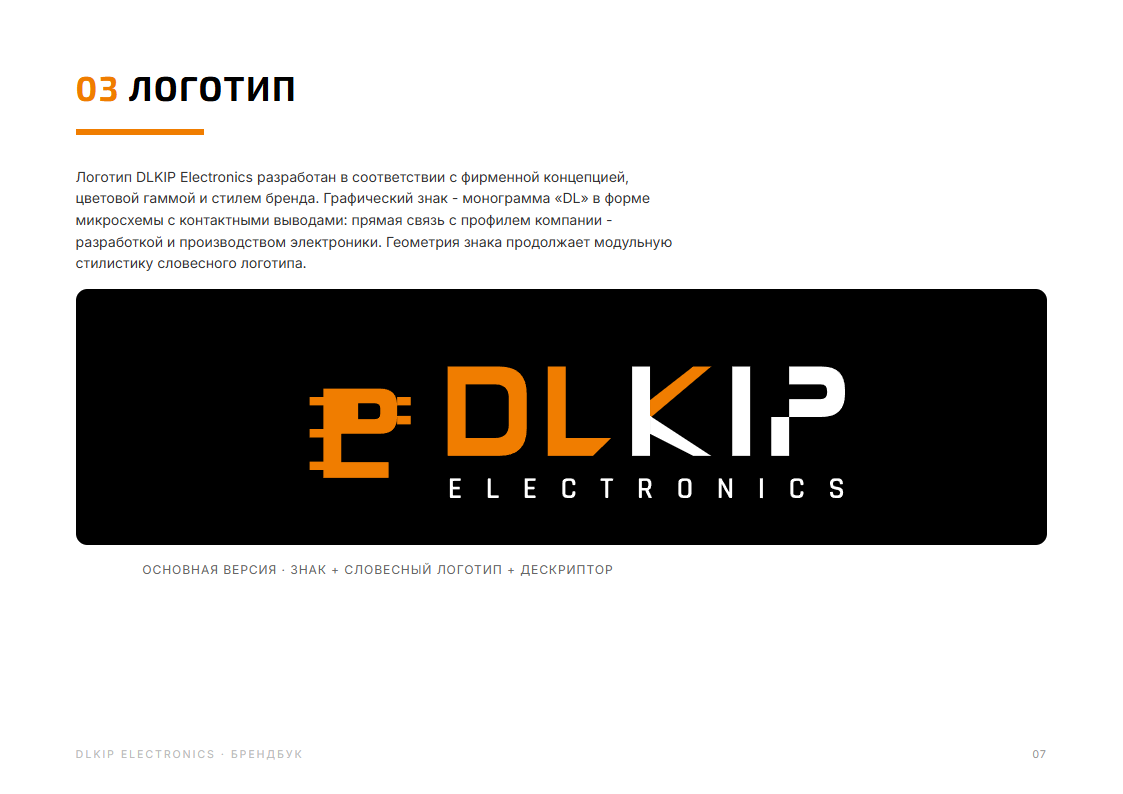 03 ЛОГОТИП
Логотип DLKIP Electronics разработан в соответствии с фирменной концепцией,
цветовой гаммой и стилем бренда. Графический знак - монограмма «DL» в форме
микросхемы с контактными выводами: прямая связь с профилем компании -
разработкой и производством электроники. Геометрия знака продолжает модульную
стилистику словесного логотипа.
DLKIP
ELECTRONICS
ОСНОВНАЯ ВЕРСИЯ · ЗНАК + СЛОВЕСНЫЙ ЛОГОТИП + ДЕСКРИПТОР
DLKIP ELECTRONICS · БРЕНДБУК
07